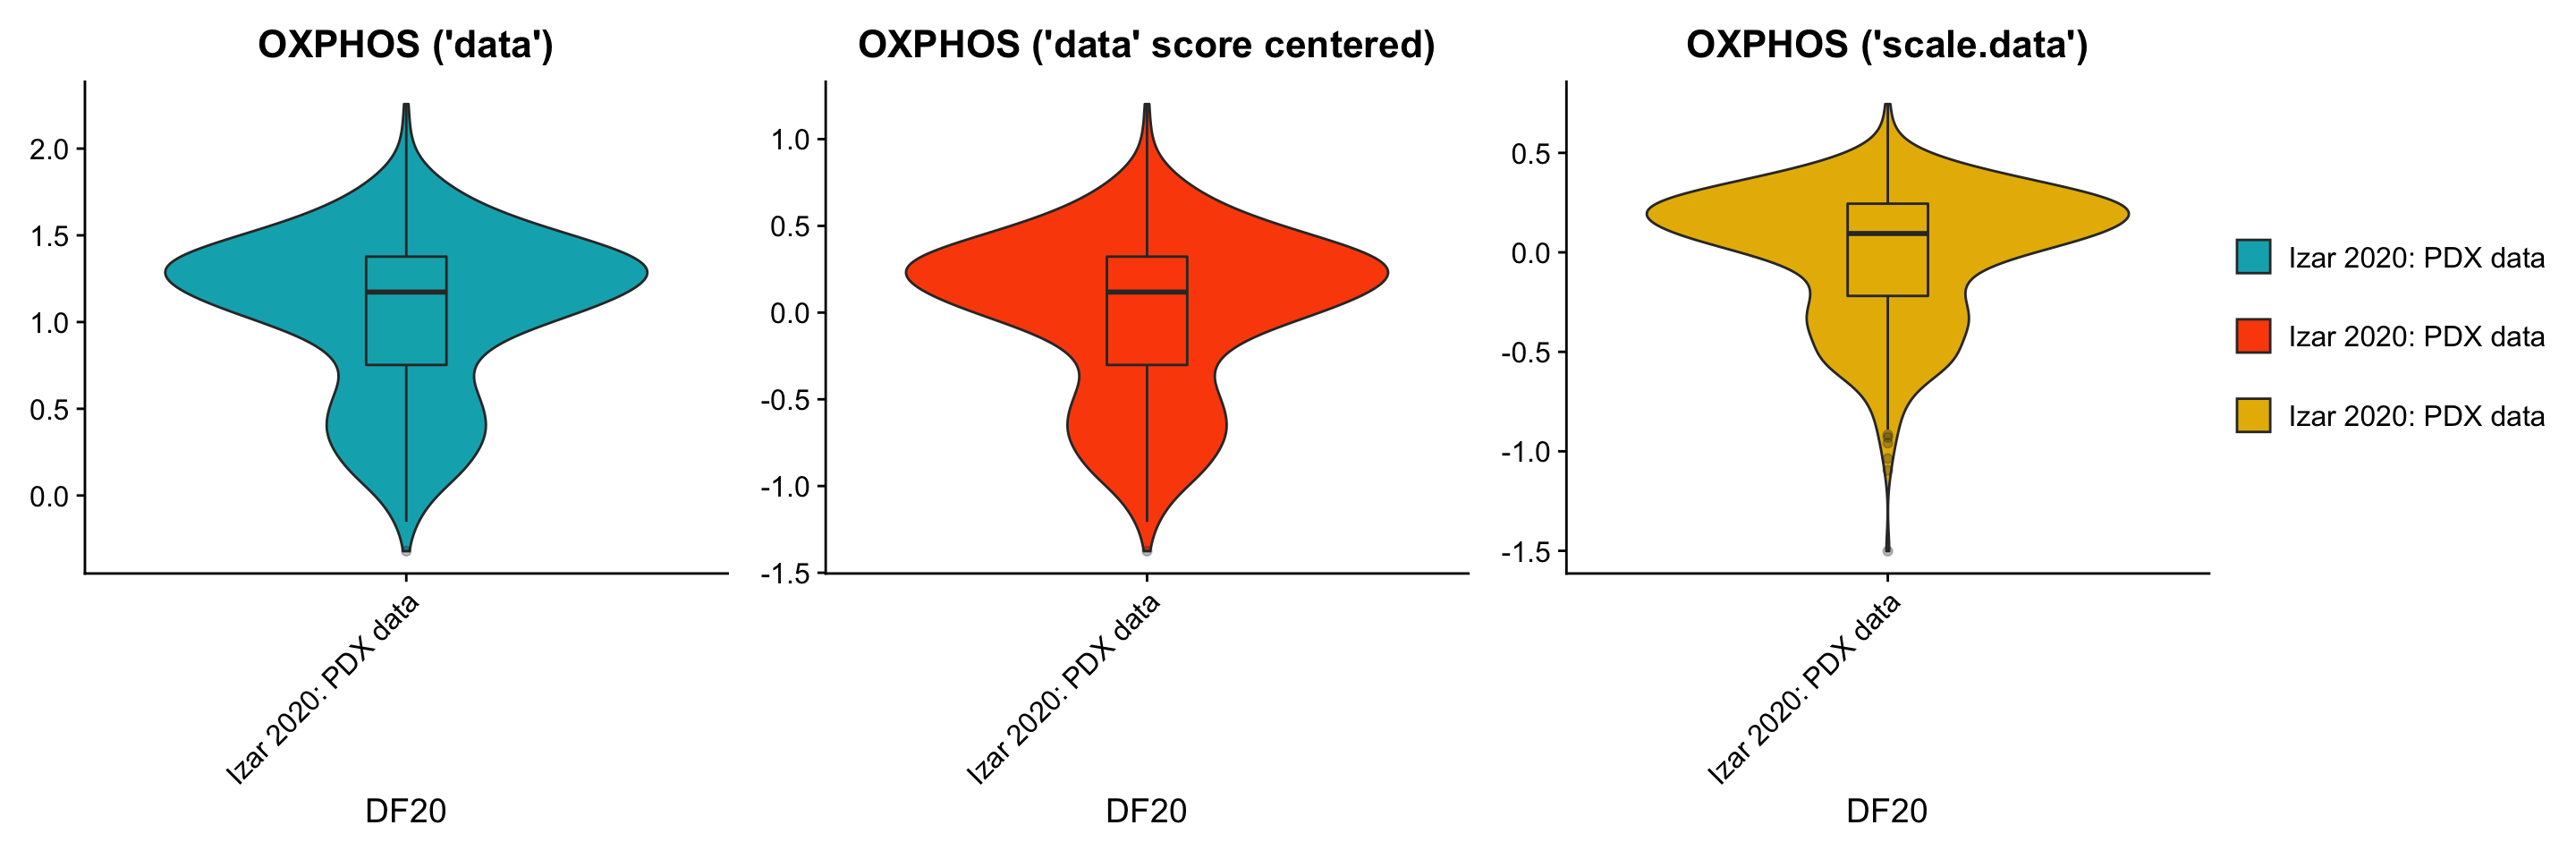 OXPHOS ('data')
2.0
1.5
1.0
0.5
0.0
Izar 2020: PDX data
DF20
OXPHOS ('data' score centered)
1.0
0.5
0.0
-0.5
-1.0
-1.5
Izar 2020: PDX data
DF20
OXPHOS ('scale.data')
0.5
0.0
-0.5
-1.0
-1.5
Izar 2020: PDX data
DF20
Izar 2020: PDX data
Izar 2020: PDX data
Izar 2020: PDX data